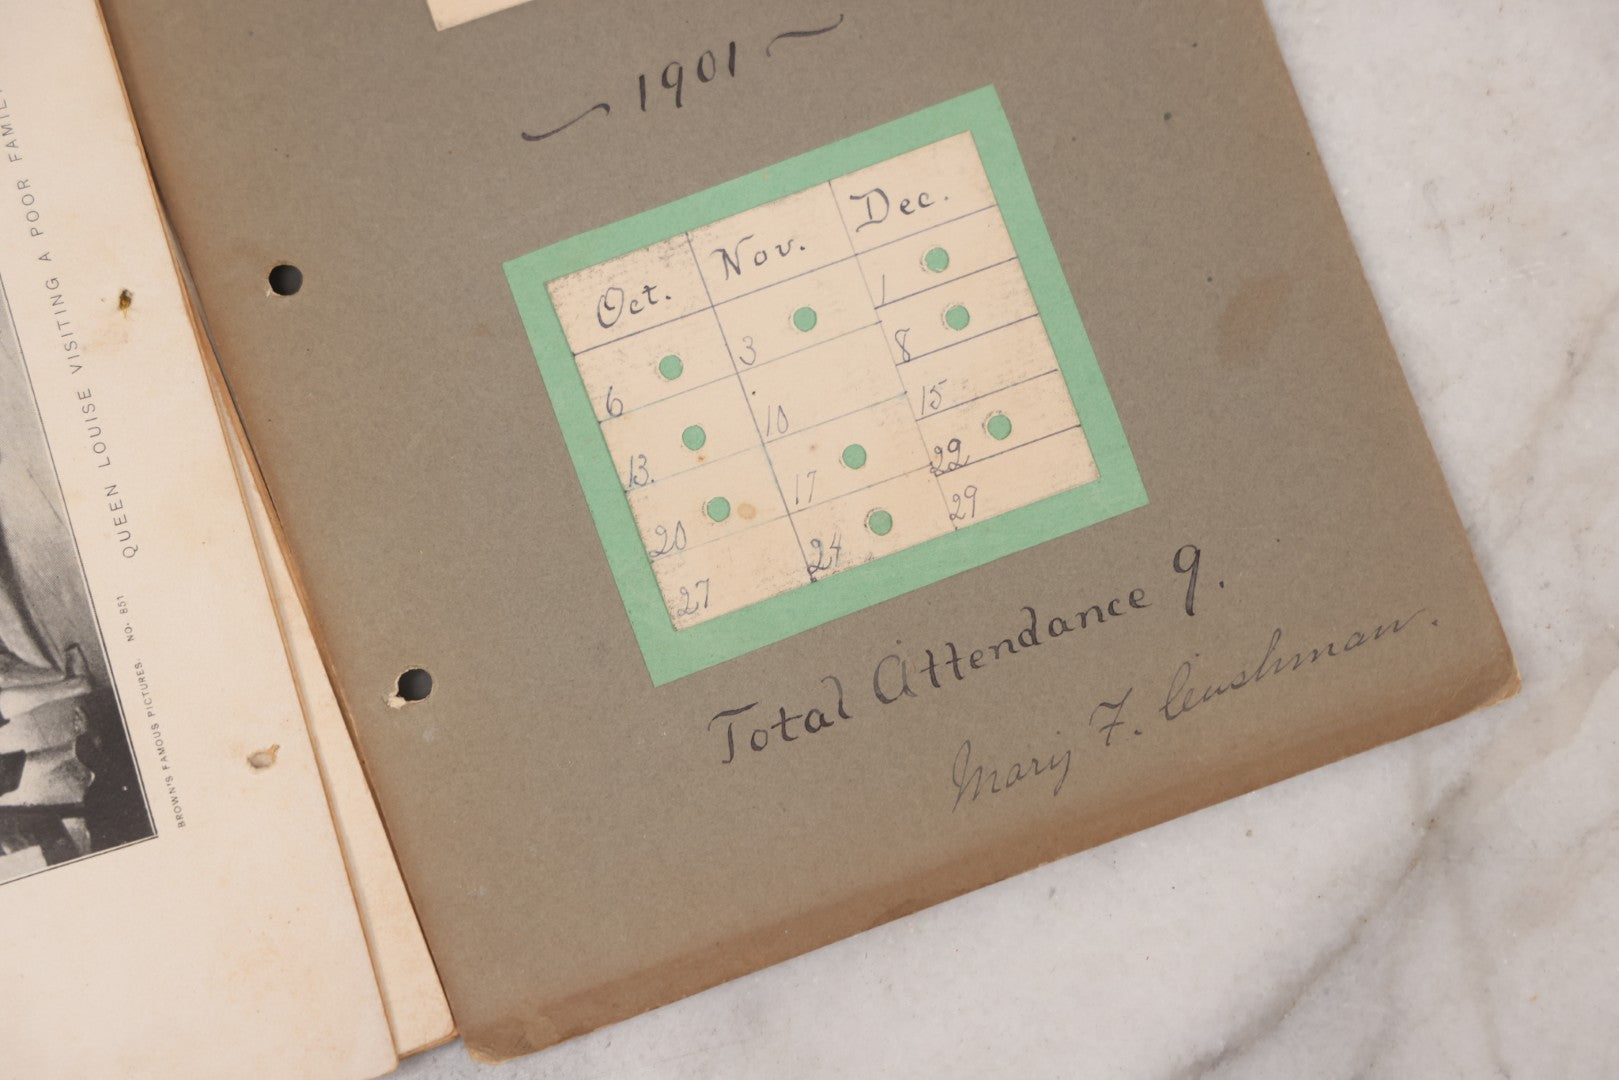 1901
Oct. Nov. Dec.
6 3 1
13. 10 8
20 17 15
27 24 22
29
Total Attendance 9.
Mary F. Cushman.
QUEEN LOUISE VISITING A POOR FAMILY
BROWN'S FAMOUS PICTURES NO. 851